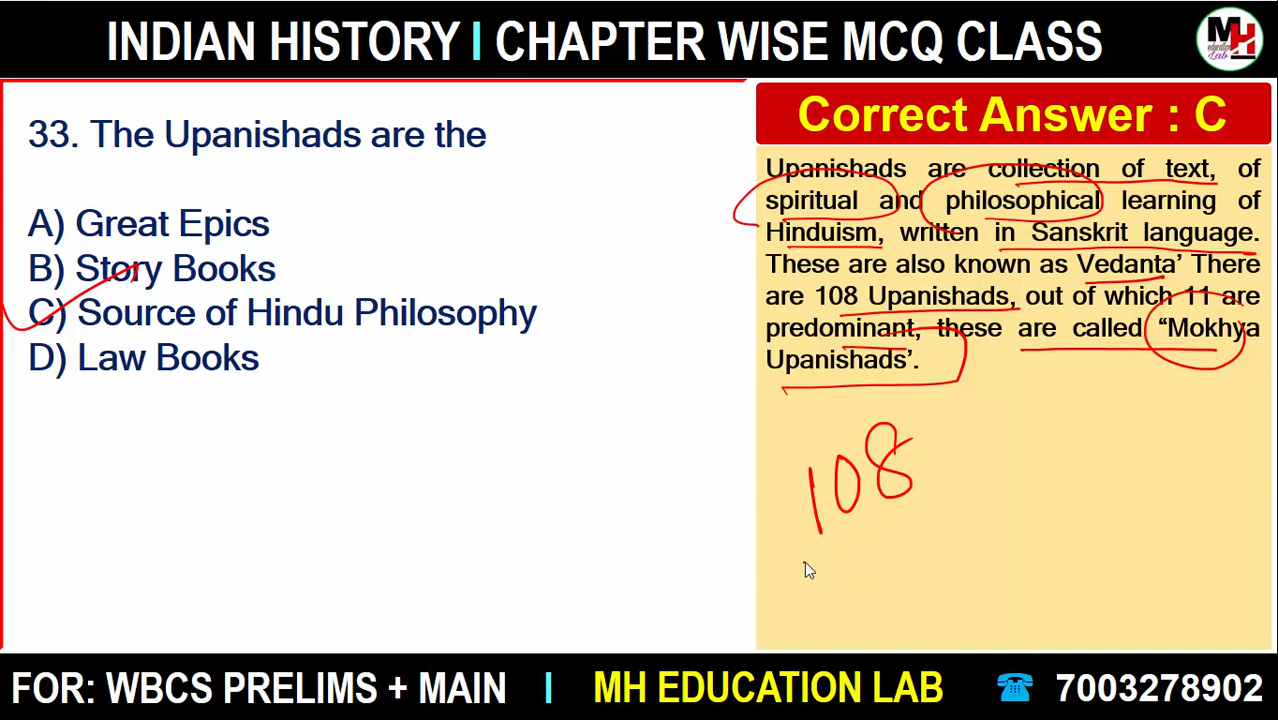 INDIAN HISTORY I CHAPTER WISE MCQ CLASS
MH
education
Lab
33. The Upanishads are the
A) Great Epics
B) Story Books
C) Source of Hindu Philosophy
D) Law Books
Correct Answer : C
Upanishads are collection of text, of
spiritual and philosophical learning of
Hinduism, written in Sanskrit language.
These are also known as Vedanta’ There
are 108 Upanishads, out of which 11 are
predominant, these are called “Mokhya
Upanishads’.
108
FOR: WBCS PRELIMS + MAIN I MH EDUCATION LAB ☎ 7003278902